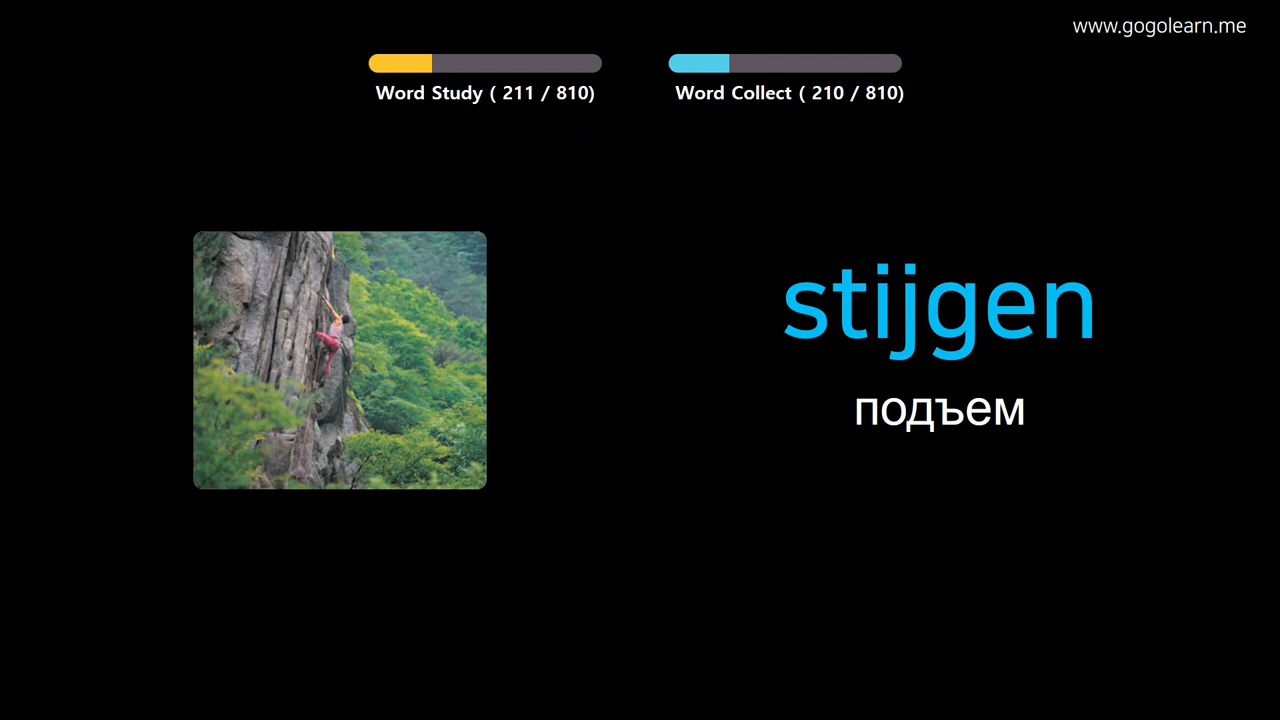 www.gogolearn.me
Word Study ( 211 / 810)
Word Collect ( 210 / 810)
stijgen
подъем